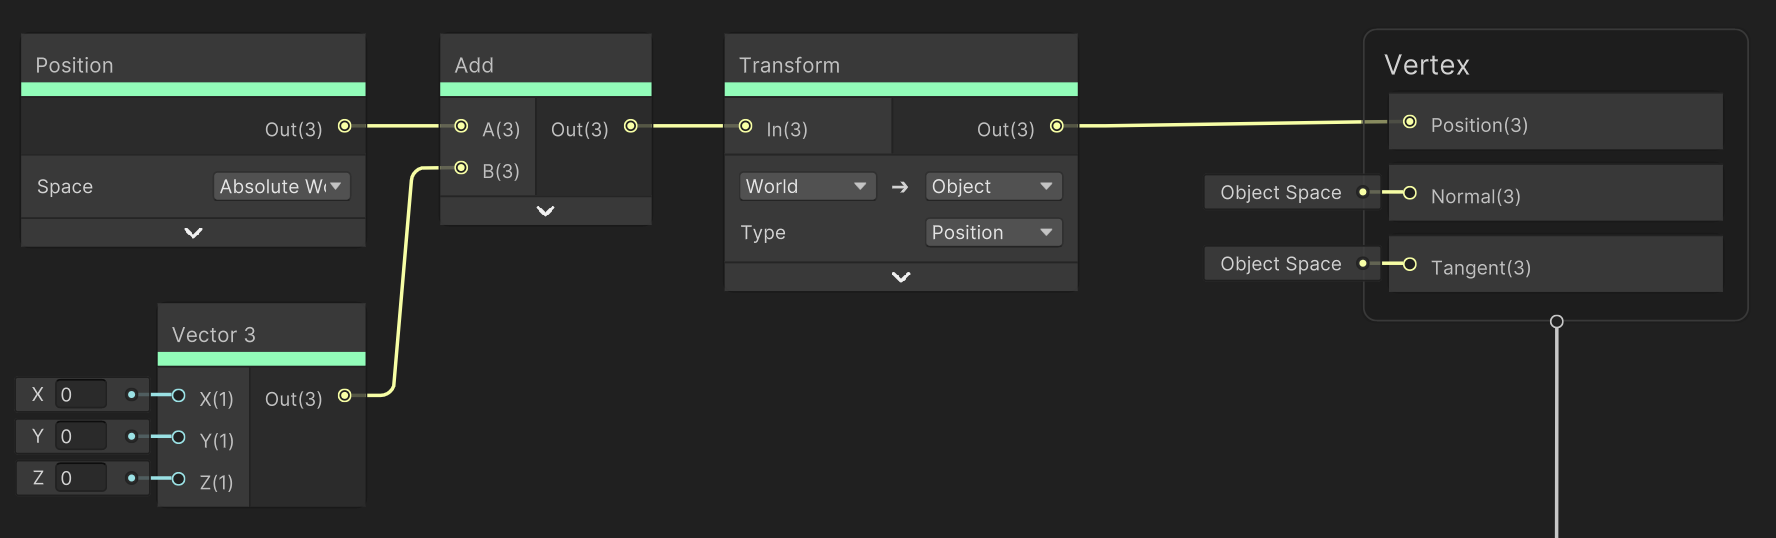 Position
Out(3)
Space
Absolute W
Add
A(3)
Out(3)
B(3)
Transform
In(3)
Out(3)
World
Object
Type
Position
Vertex
Position(3)
Object Space
Normal(3)
Object Space
Tangent(3)
Vector 3
X 0
X(1)
Out(3)
Y 0
Y(1)
Z 0
Z(1)